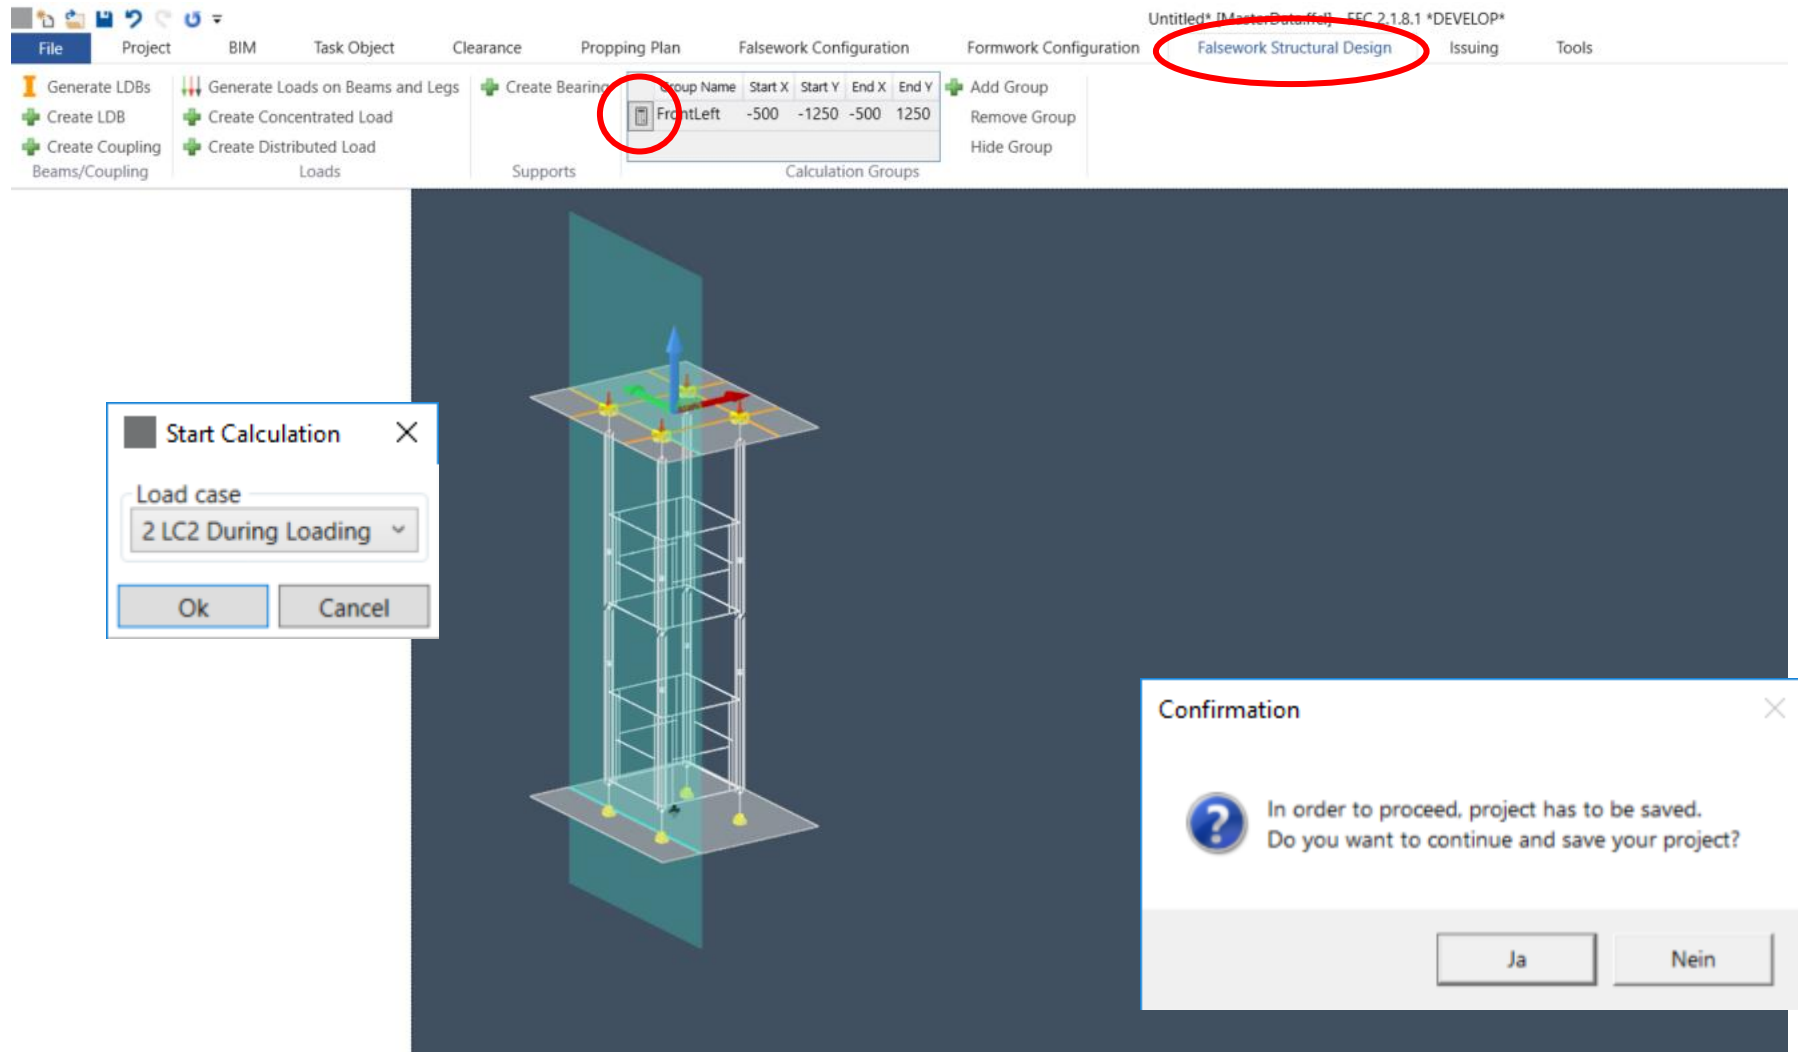 Untitled* [MasterData.ffcl] - FFC 2.1.8.1 *DEVELOP*
File Project BIM Task Object Clearance Propping Plan Falsework Configuration Formwork Configuration Falsework Structural Design Issuing Tools
Generate LDBs Generate Loads on Beams and Legs Create Bearing Group Name Start X Start Y End X End Y Add Group
Create LDB Create Concentrated Load FrontLeft -500 -1250 -500 1250 Remove Group
Create Coupling Create Distributed Load Hide Group
Beams/Coupling Loads Supports Calculation Groups
Start Calculation
Load case
2 LC2 During Loading
Ok Cancel
Confirmation
In order to proceed, project has to be saved.
Do you want to continue and save your project?
Ja Nein